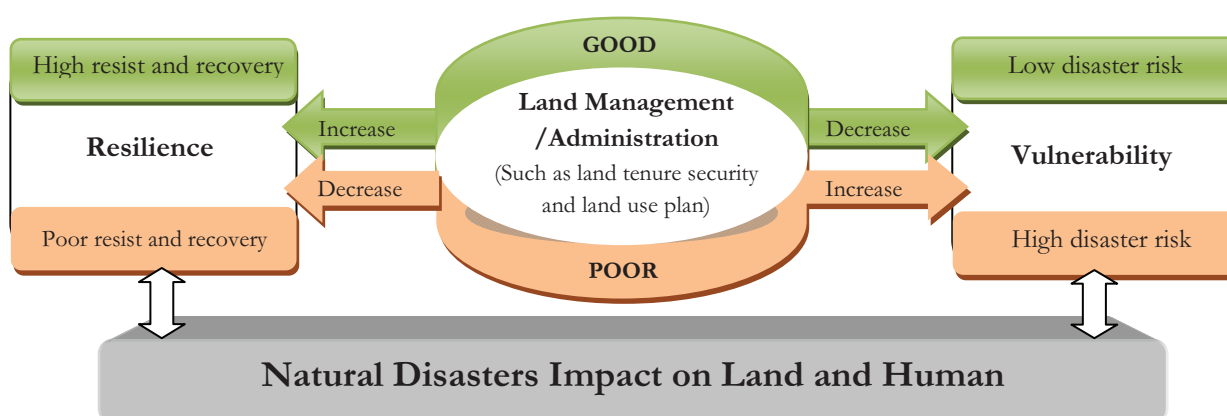 GOOD
High resist and recovery
Low disaster risk
Land Management
/Administration
(Such as land tenure security
and land use plan)
Increase
Decrease
Resilience
Vulnerability
Decrease
Increase
Poor resist and recovery
High disaster risk
POOR
Natural Disasters Impact on Land and Human